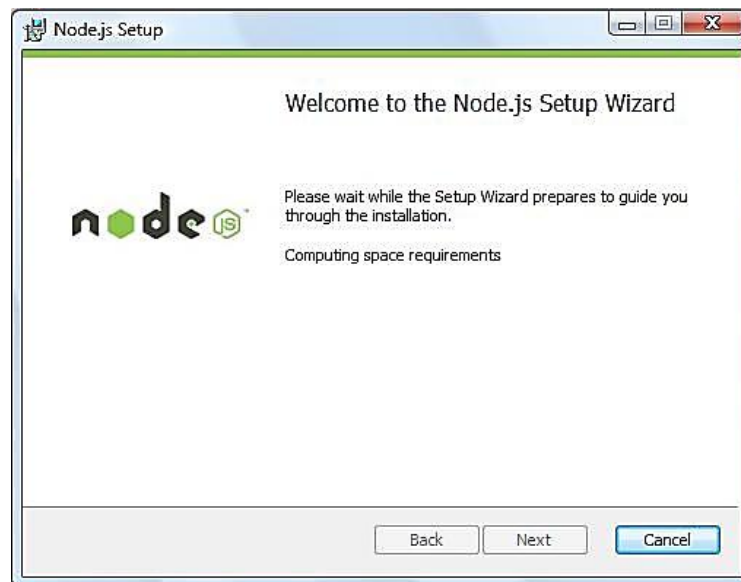 Node.js Setup
Welcome to the Node.js Setup Wizard
node JS
Please wait while the Setup Wizard prepares to guide you
through the installation.
Computing space requirements
Back Next Cancel